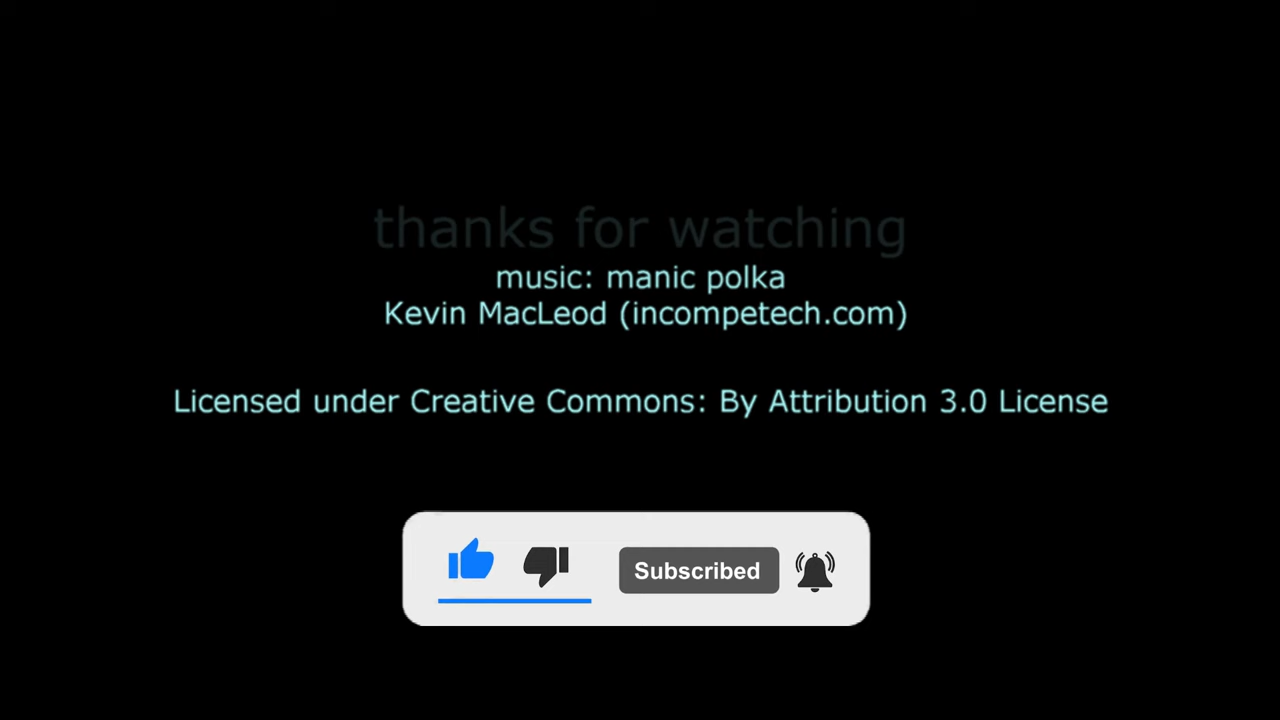 thanks for watching
music: manic polka
Kevin MacLeod (incompetech.com)
Licensed under Creative Commons: By Attribution 3.0 License
Subscribed